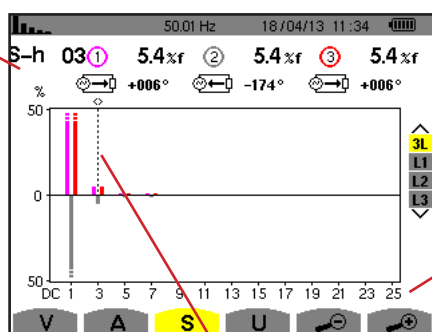 50.01 Hz 18/04/13 11:34
S-h 03 1 5.4%f 2 5.4%f 3 5.4%f
+006° -174° +006°
%
50
0
50
3L
L1
L2
L3
DC 1 3 5 7 9 11 13 15 17 19 21 23 25
V A S U